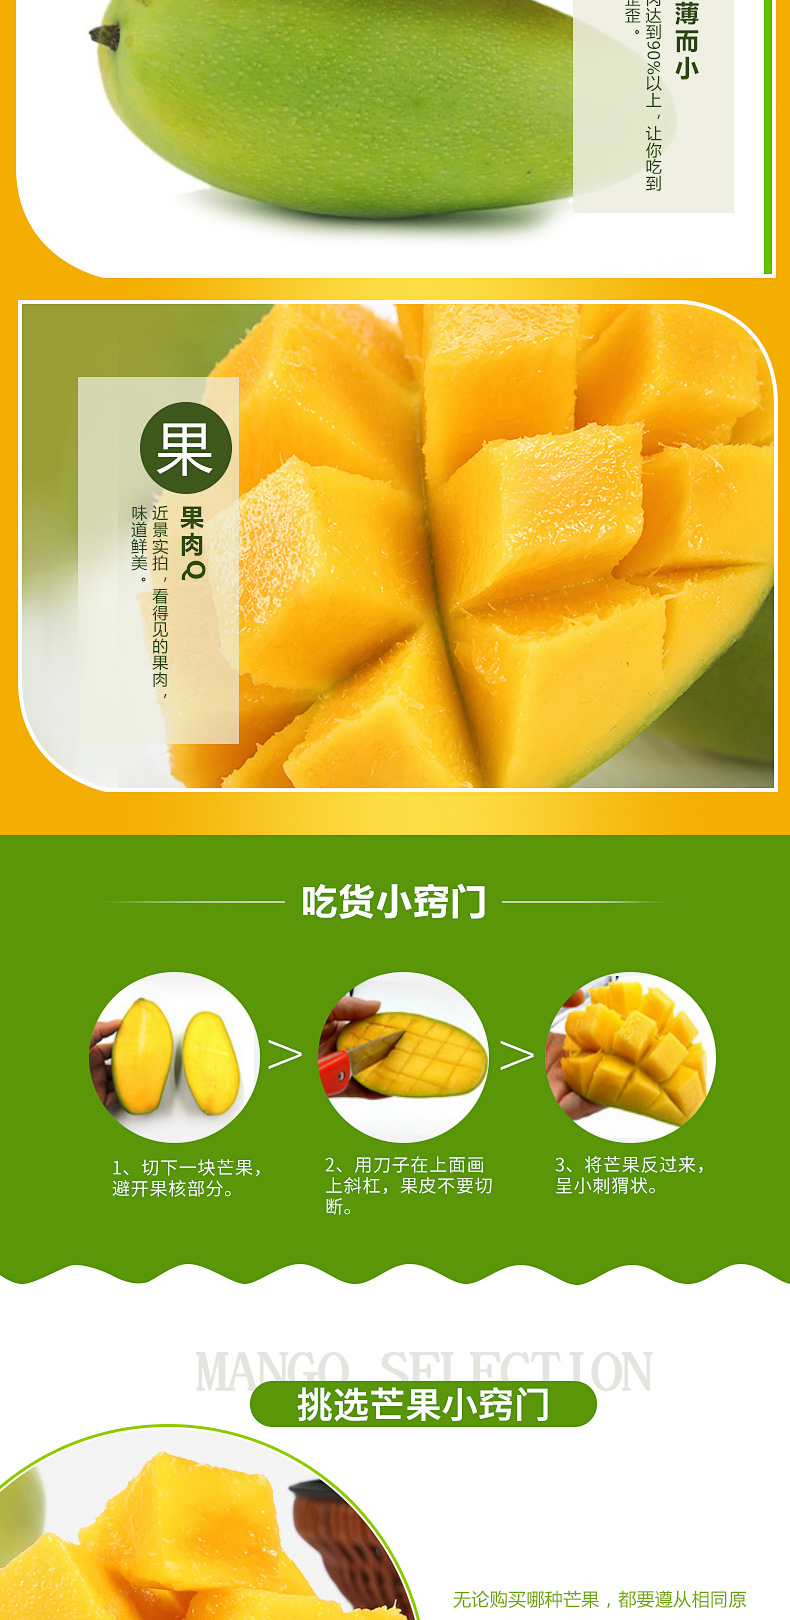 薄而小
肉达到90%以上，让你吃到
歪歪。
果
果肉Q
近景实拍，看得见的果肉，
味道鲜美。
吃货小窍门
1、切下一块芒果，
避开果核部分。
2、用刀子在上面画
上斜杠，果皮不要切
断。
3、将芒果反过来，
呈小刺猬状。
MANGO SELECTION
挑选芒果小窍门
无论购买哪种芒果，都要遵从相同原